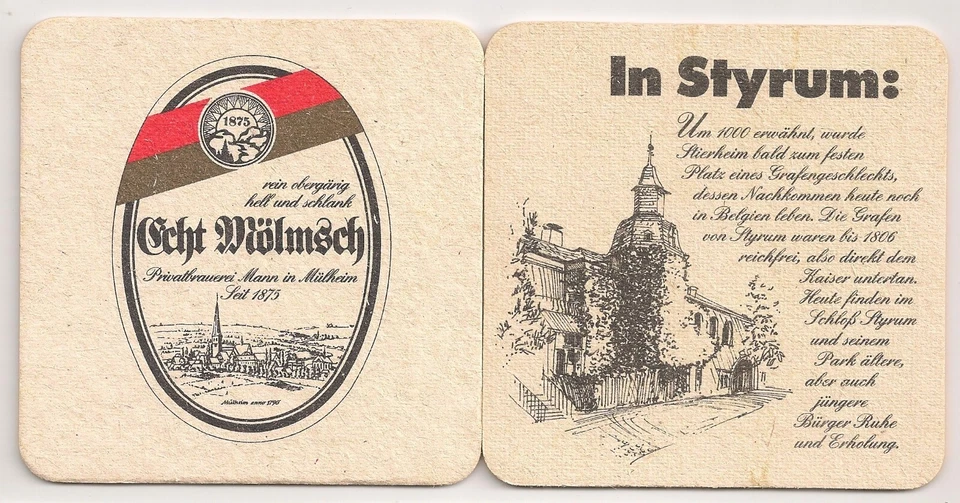 1875
rein obergärig
hell und schlank
Echt Mölmsch
Privatbrauerei Mann in Mülheim
Seit 1875
Mülheim anno 1790
In Styrum:
Um 1000 erwähnt, wurde
Stierheim bald zum festen
Platz eines Grafengeschlechts,
dessen Nachkommen heute noch
in Belgien leben. Die Grafen
von Styrum waren bis 1806
reichfrei, also direkt dem
Kaiser untertan.
Heute finden im
Schloß Styrum
und seinem
Park ältere,
aber auch
jüngere
Bürger Ruhe
und Erholung.